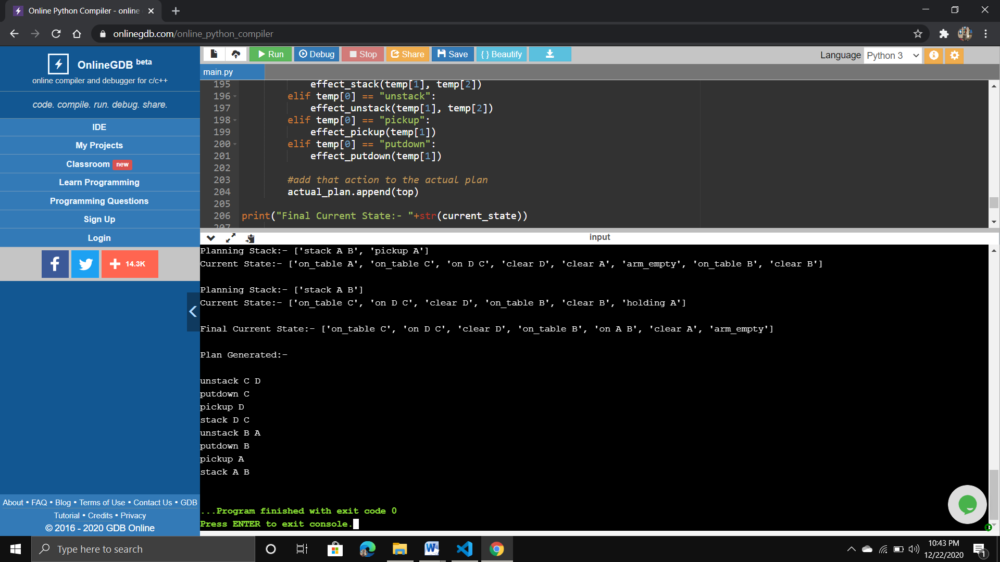 Online Python Compiler - online
onlinegdb.com/online_python_compiler
OnlineGDB beta
online compiler and debugger for c/c++
code. compile. run. debug. share.
IDE
My Projects
Classroom new
Learn Programming
Programming Questions
Sign Up
Login
14.3K
About • FAQ • Blog • Terms of Use • Contact Us • GDB
Tutorial • Credits • Privacy
© 2016 - 2020 GDB Online
Run Debug Stop Share Save { } Beautify
Language Python 3
main.py
195 effect_stack(temp[1], temp[2])
196 elif temp[0] == "unstack":
197 effect_unstack(temp[1], temp[2])
198 elif temp[0] == "pickup":
199 effect_pickup(temp[1])
200 elif temp[0] == "putdown":
201 effect_putdown(temp[1])
202
203 #add that action to the actual plan
204 actual_plan.append(top)
205
206 print("Final Current State:- "+str(current_state))
207
input
Planning Stack:- ['stack A B', 'pickup A']
Current State:- ['on_table A', 'on_table C', 'on D C', 'clear D', 'clear A', 'arm_empty', 'on_table B', 'clear B']
Planning Stack:- ['stack A B']
Current State:- ['on_table C', 'on D C', 'clear D', 'on_table B', 'clear B', 'holding A']
Final Current State:- ['on_table C', 'on D C', 'clear D', 'on_table B', 'on A B', 'clear A', 'arm_empty']
Plan Generated:-
unstack C D
putdown C
pickup D
stack D C
unstack B A
putdown B
pickup A
stack A B
...Program finished with exit code 0
Press ENTER to exit console.
Type here to search
10:43 PM
12/22/2020
1